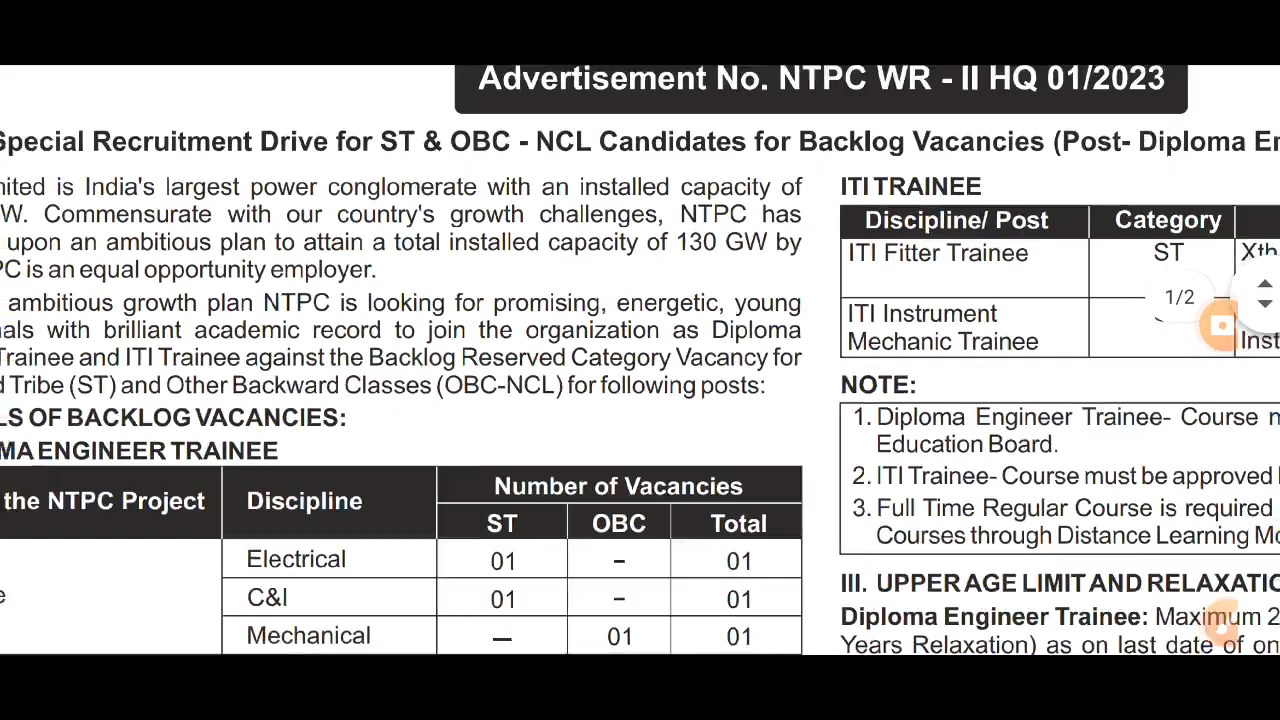 Advertisement No. NTPC WR - II HQ 01/2023
Special Recruitment Drive for ST & OBC - NCL Candidates for Backlog Vacancies (Post- Diploma
is India's largest power conglomerate with an installed capacity of
W. Commensurate with our country's growth challenges, NTPC has
upon an ambitious plan to attain a total installed capacity of 130 GW by
PC is an equal opportunity employer.
ambitious growth plan NTPC is looking for promising, energetic, young
with brilliant academic record to join the organization as Diploma
Trainee and ITI Trainee against the Backlog Reserved Category Vacancy for
Tribe (ST) and Other Backward Classes (OBC-NCL) for following posts:
LS OF BACKLOG VACANCIES:
MA ENGINEER TRAINEE
the NTPC Project Discipline Number of Vacancies
ST OBC Total
Electrical 01 – 01
C&I 01 – 01
Mechanical — 01 01
ITI TRAINEE
Discipline/ Post Category
ITI Fitter Trainee ST Xth
1/2
ITI Instrument
Mechanic Trainee Inst
NOTE:
1. Diploma Engineer Trainee- Course
Education Board.
2. ITI Trainee- Course must be approved
3. Full Time Regular Course is required
Courses through Distance Learning
III. UPPER AGE LIMIT AND
Diploma Engineer Trainee: Maximum 2
Years Relaxation) as on last date of